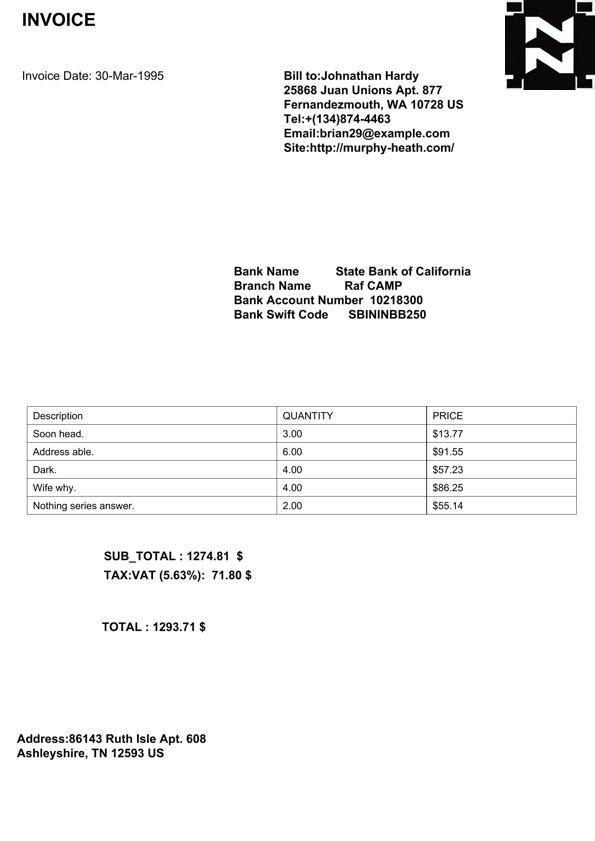 INVOICE
Invoice Date: 30-Mar-1995
Bill to:Johnathan Hardy
25868 Juan Unions Apt. 877
Fernandezmouth, WA 10728 US
Tel:+(134)874-4463
Email:brian29@example.com
Site:http://murphy-heath.com/
Bank Name State Bank of California
Branch Name Raf CAMP
Bank Account Number 10218300
Bank Swift Code SBININBB250
Description QUANTITY PRICE
Soon head. 3.00 $13.77
Address able. 6.00 $91.55
Dark. 4.00 $57.23
Wife why. 4.00 $86.25
Nothing series answer. 2.00 $55.14
SUB_TOTAL : 1274.81 $
TAX:VAT (5.63%): 71.80 $
TOTAL : 1293.71 $
Address:86143 Ruth Isle Apt. 608
Ashleyshire, TN 12593 US